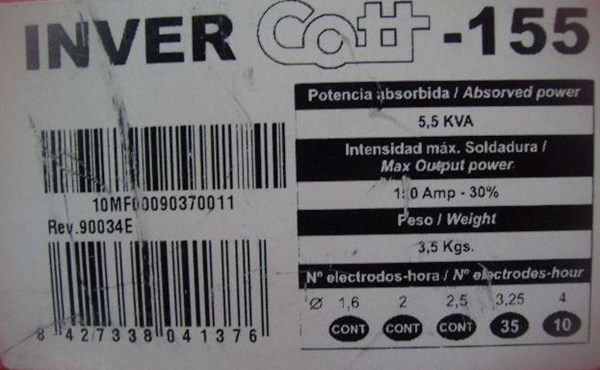 INVER Cott -155
Potencia absorbida / Absorved power
5,5 KVA
Intensidad máx. Soldadura /
Max Output power
Amp - 30%
Peso / Weight
3,5 Kgs.
Nº electrodos-hora / Nº electrodes-hour
Ø 1,6 2 2,5 3,25 4
CONT CONT CONT 35 10
10MF00090370011
Rev.90034E
8 427338 041376